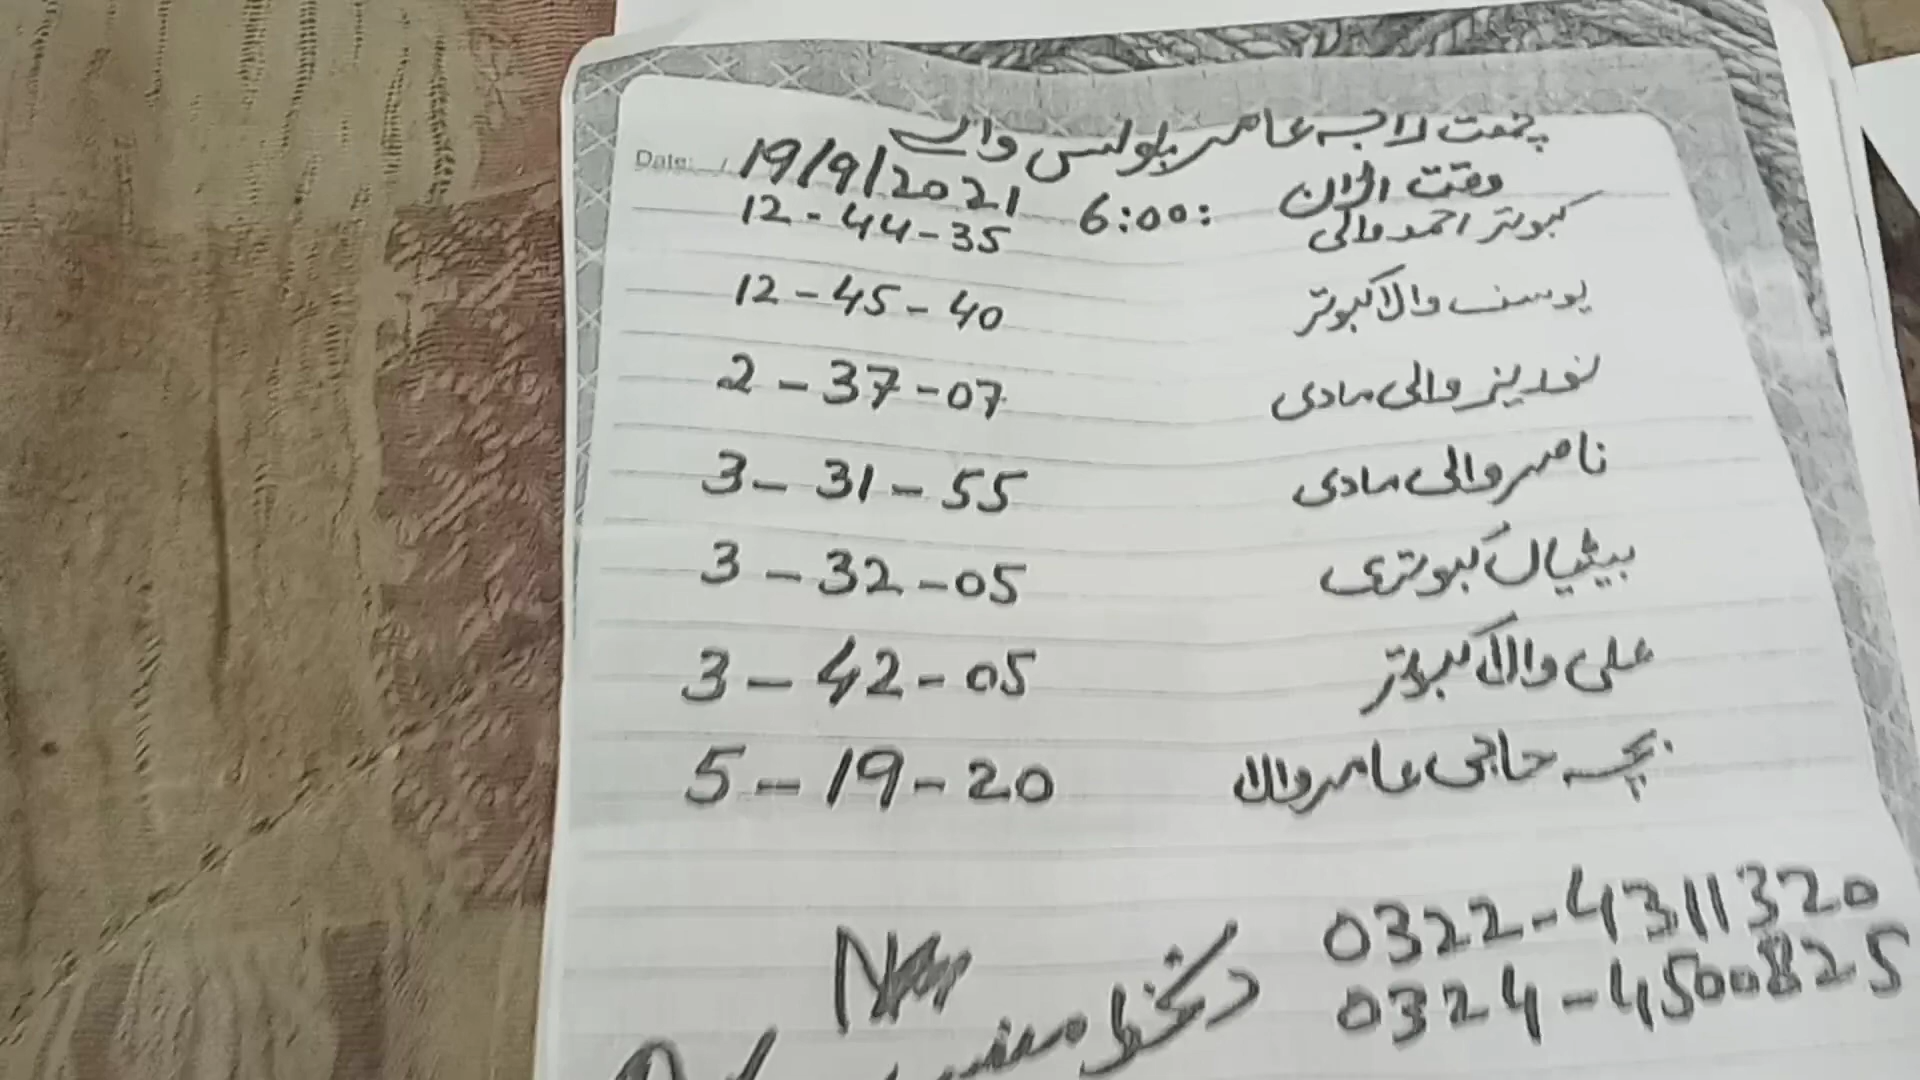 چھت راجہ عامر پولیس والے
Date: 19/9/2021
وقت اڑان 6:00:
کبوتر احمد والی 12-44-35
یوسف والا کبوتر 12-45-40
والی مادی 2-37-07
ناصر والی مادی 3-31-55
بیٹیاں کبوتری 3-32-05
علی والا کبوتر 3-42-05
بچہ حاجی عامر والا 5-19-20
0322-4311320
0324-4500825
دستخط